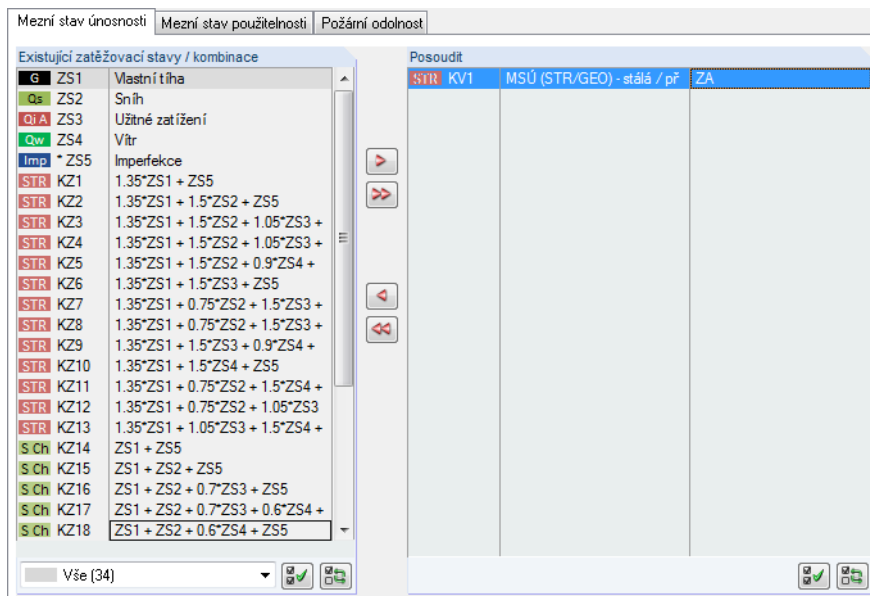 Mezní stav únosnosti Mezní stav použitelnosti Požární odolnost
Existující zatěžovací stavy / kombinace Posoudit
G ZS1 Vlastní tíha STR KV1 MSÚ (STR/GEO) - stálá / př ZA
Qs ZS2 Sníh
Qi A ZS3 Užitné zatížení
Qw ZS4 Vítr
Imp * ZS5 Imperfekce
STR KZ1 1.35*ZS1 + ZS5
STR KZ2 1.35*ZS1 + 1.5*ZS2 + ZS5
STR KZ3 1.35*ZS1 + 1.5*ZS2 + 1.05*ZS3 +
STR KZ4 1.35*ZS1 + 1.5*ZS2 + 1.05*ZS3 +
STR KZ5 1.35*ZS1 + 1.5*ZS2 + 0.9*ZS4 +
STR KZ6 1.35*ZS1 + 1.5*ZS3 + ZS5
STR KZ7 1.35*ZS1 + 0.75*ZS2 + 1.5*ZS3 +
STR KZ8 1.35*ZS1 + 0.75*ZS2 + 1.5*ZS3 +
STR KZ9 1.35*ZS1 + 1.5*ZS3 + 0.9*ZS4 +
STR KZ10 1.35*ZS1 + 1.5*ZS4 + ZS5
STR KZ11 1.35*ZS1 + 0.75*ZS2 + 1.5*ZS4 +
STR KZ12 1.35*ZS1 + 0.75*ZS2 + 1.05*ZS3
STR KZ13 1.35*ZS1 + 1.05*ZS3 + 1.5*ZS4 +
S Ch KZ14 ZS1 + ZS5
S Ch KZ15 ZS1 + ZS2 + ZS5
S Ch KZ16 ZS1 + ZS2 + 0.7*ZS3 + ZS5
S Ch KZ17 ZS1 + ZS2 + 0.7*ZS3 + 0.6*ZS4 +
S Ch KZ18 ZS1 + ZS2 + 0.6*ZS4 + ZS5
Vše (34)